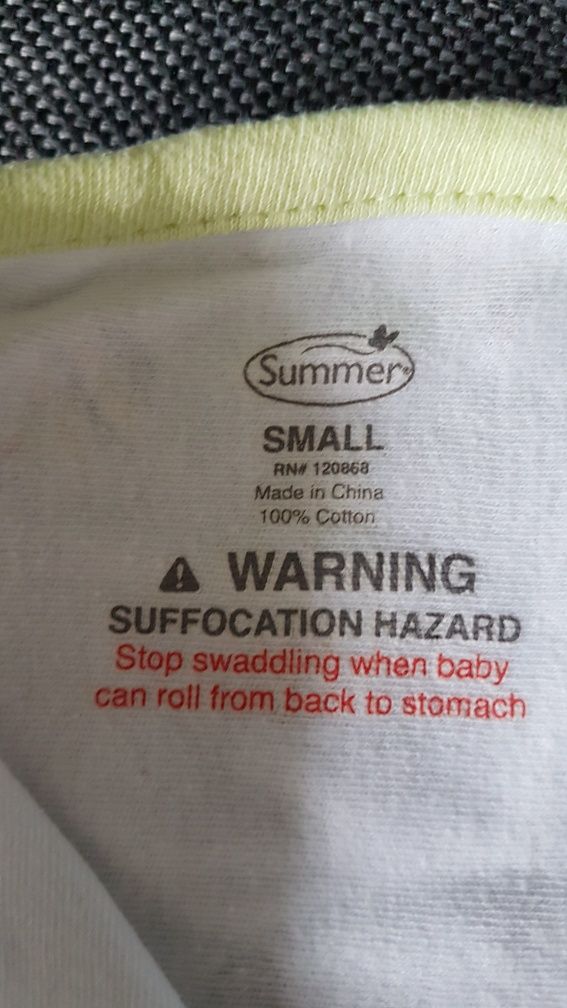 Summer®
SMALL
RN# 120868
Made in China
100% Cotton
WARNING
SUFFOCATION HAZARD
Stop swaddling when baby
can roll from back to stomach